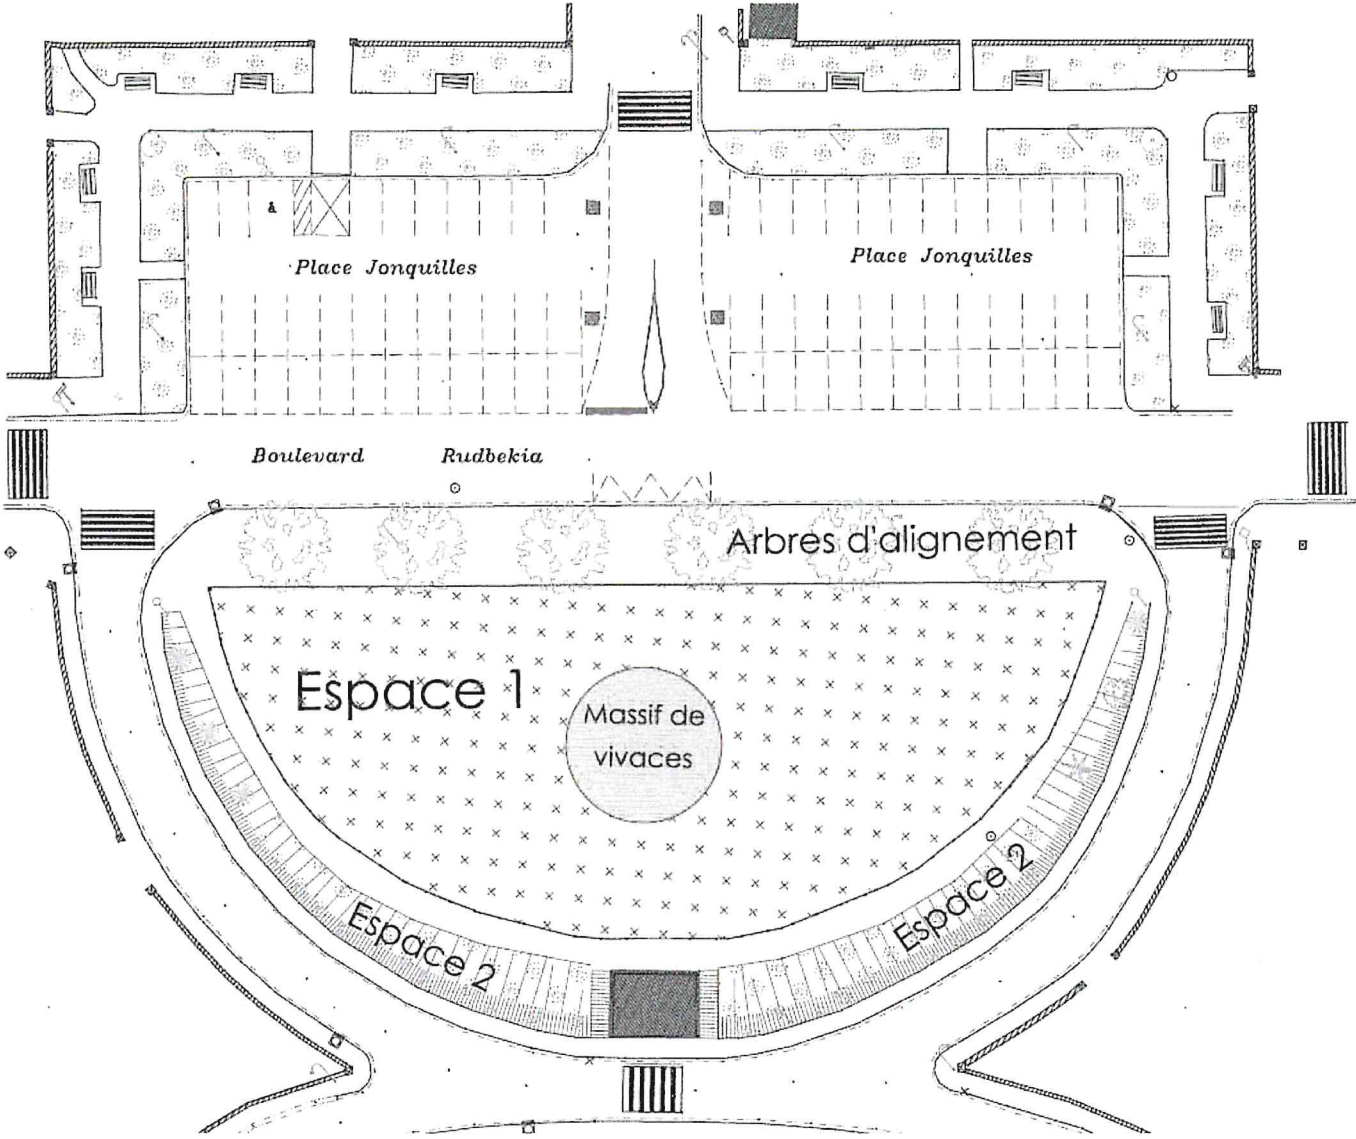 Place Jonquilles
Place Jonquilles
Boulevard Rudbekia
Arbres d'alignement
Espace 1
Massif de
vivaces
Espace 2
Espace 2